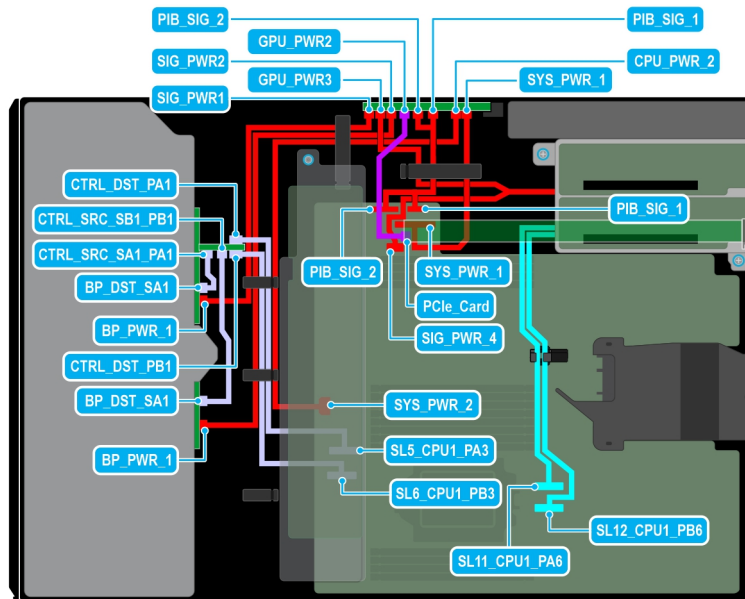 PIB_SIG_2
PIB_SIG_1
GPU_PWR2
SIG_PWR2
CPU_PWR_2
GPU_PWR3
SYS_PWR_1
SIG_PWR1
CTRL_DST_PA1
CTRL_SRC_SB1_PB1
PIB_SIG_1
CTRL_SRC_SA1_PA1
PIB_SIG_2
SYS_PWR_1
BP_DST_SA1
PCIe_Card
BP_PWR_1
SIG_PWR_4
CTRL_DST_PB1
BP_DST_SA1
SYS_PWR_2
BP_PWR_1
SL5_CPU1_PA3
SL6_CPU1_PB3
SL12_CPU1_PB6
SL11_CPU1_PA6